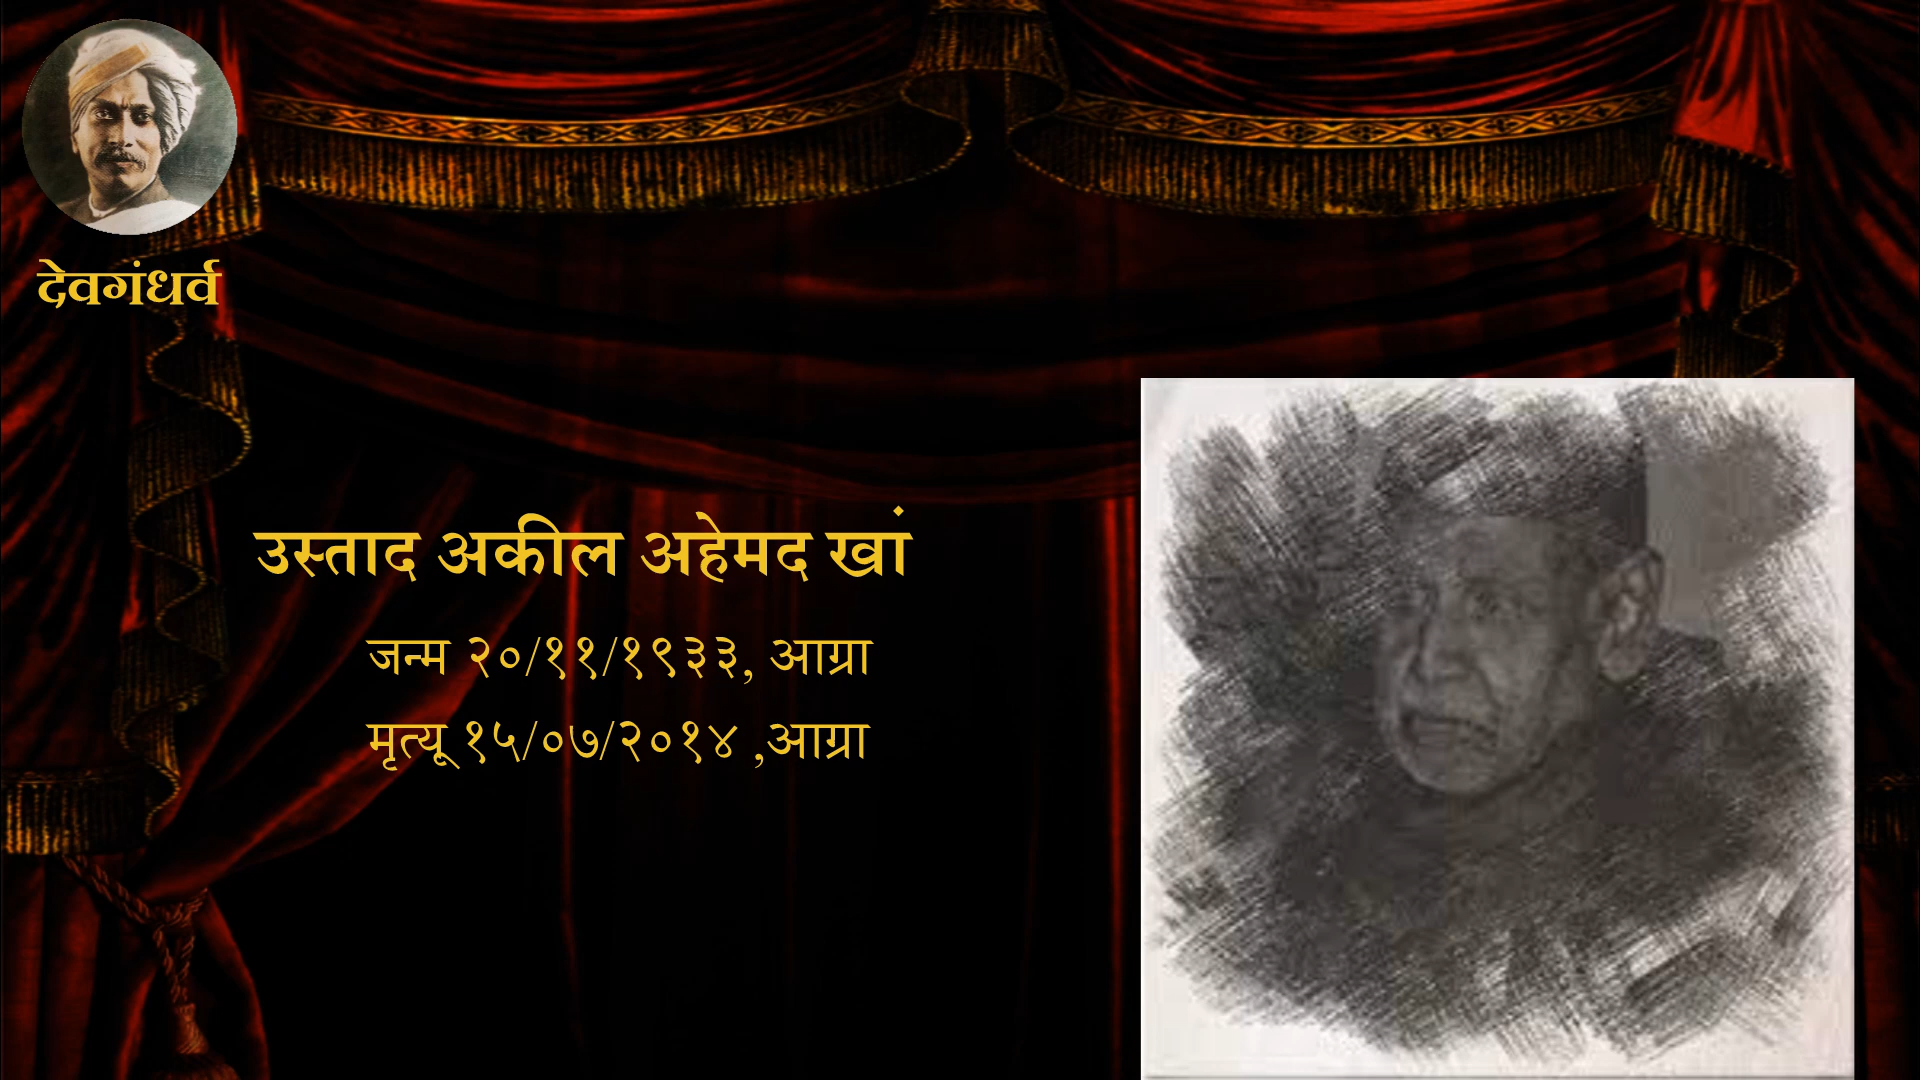 देवगंधर्व
उस्ताद अकील अहेमद खां
जन्म २०/११/१९३३, आग्रा
मृत्यू १५/०७/२०१४ ,आग्रा